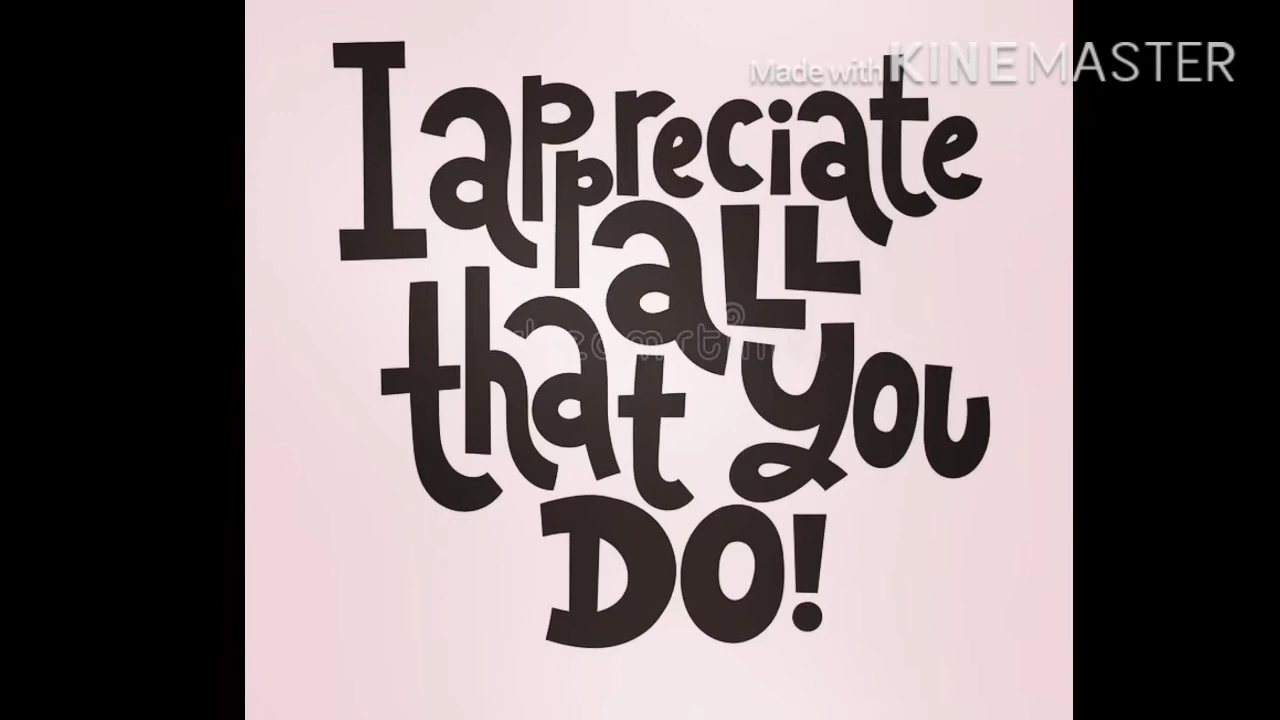 Made with KINEMASTER
I appreciate
all
that you
DO!